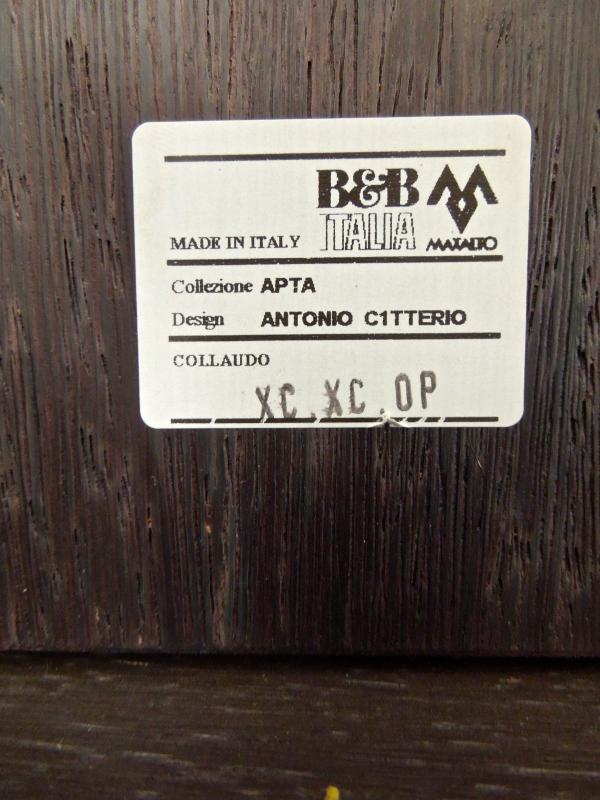 B&B
MADE IN ITALY ITALIA MAXALTO
Collezione APTA
Design ANTONIO C1TTERIO
COLLAUDO
XC.XC.OP